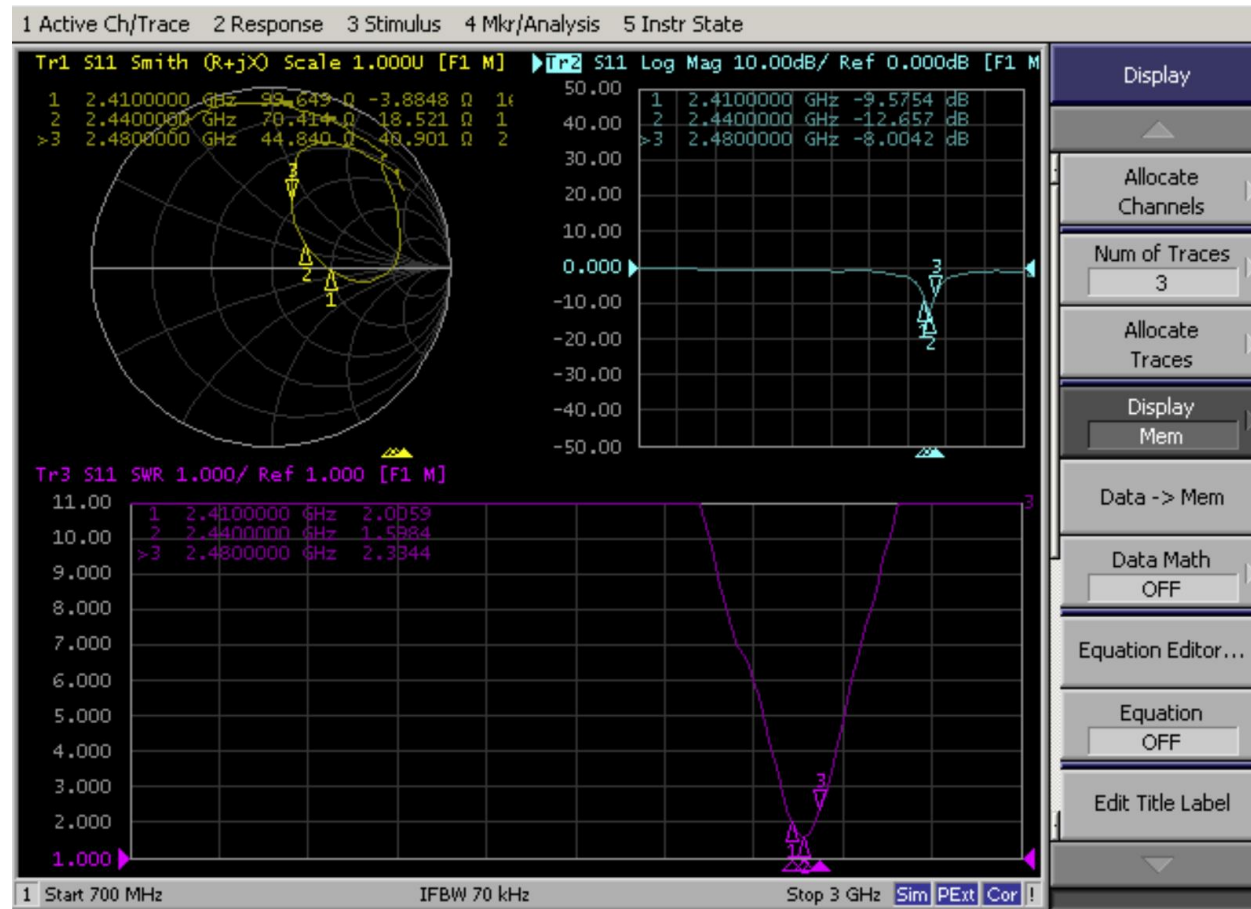 1 Active Ch/Trace 2 Response 3 Stimulus 4 Mkr/Analysis 5 Instr State
Tr1 S11 Smith (R+jX) Scale 1.000U [F1 M]
1 2.4100000 GHz 99.649 Ω -3.8848 Ω
2 2.4400000 GHz 70.414 Ω 18.521 Ω
>3 2.4800000 GHz 44.840 Ω 40.901 Ω
3
2
1
Tr2 S11 Log Mag 10.00dB/ Ref 0.000dB [F1 M
50.00
40.00
30.00
20.00
10.00
0.000
-10.00
-20.00
-30.00
-40.00
-50.00
1 2.4100000 GHz -9.5754 dB
2 2.4400000 GHz -12.657 dB
>3 2.4800000 GHz -8.0042 dB
3
1
2
Tr3 S11 SWR 1.000/ Ref 1.000 [F1 M]
11.00
10.00
9.000
8.000
7.000
6.000
5.000
4.000
3.000
2.000
1.000
1 2.4100000 GHz 2.0059
2 2.4400000 GHz 1.5984
>3 2.4800000 GHz 2.3344
3
3
1
1 Start 700 MHz IFBW 70 kHz Stop 3 GHz Sim PExt Cor !
Display
Allocate
Channels
Num of Traces
3
Allocate
Traces
Display
Mem
Data -> Mem
Data Math
OFF
Equation Editor...
Equation
OFF
Edit Title Label